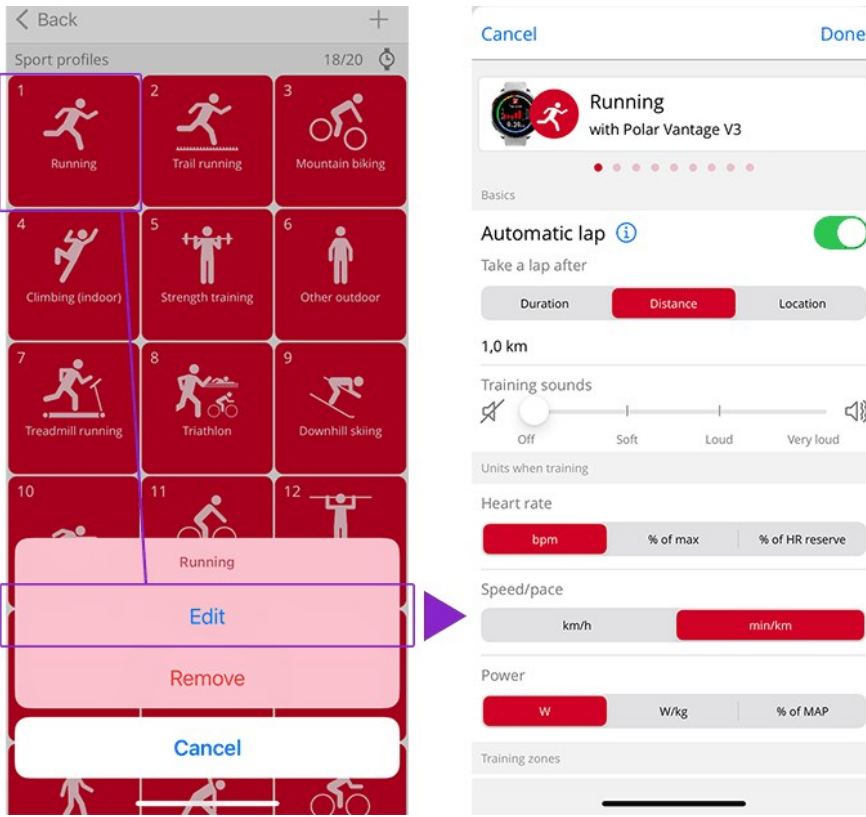 Back
Sport profiles 18/20
1 2 3
Running Trail running Mountain biking
4 5 6
Climbing (indoor) Strength training Other outdoor
7 8 9
Treadmill running Triathlon Downhill skiing
10 11 12
Running
Edit
Remove
Cancel
Cancel Done
Running
with Polar Vantage V3
Basics
Automatic lap
Take a lap after
Duration Distance Location
1,0 km
Training sounds
Off Soft Loud Very loud
Units when training
Heart rate
bpm % of max % of HR reserve
Speed/pace
km/h min/km
Power
W W/kg % of MAP
Training zones